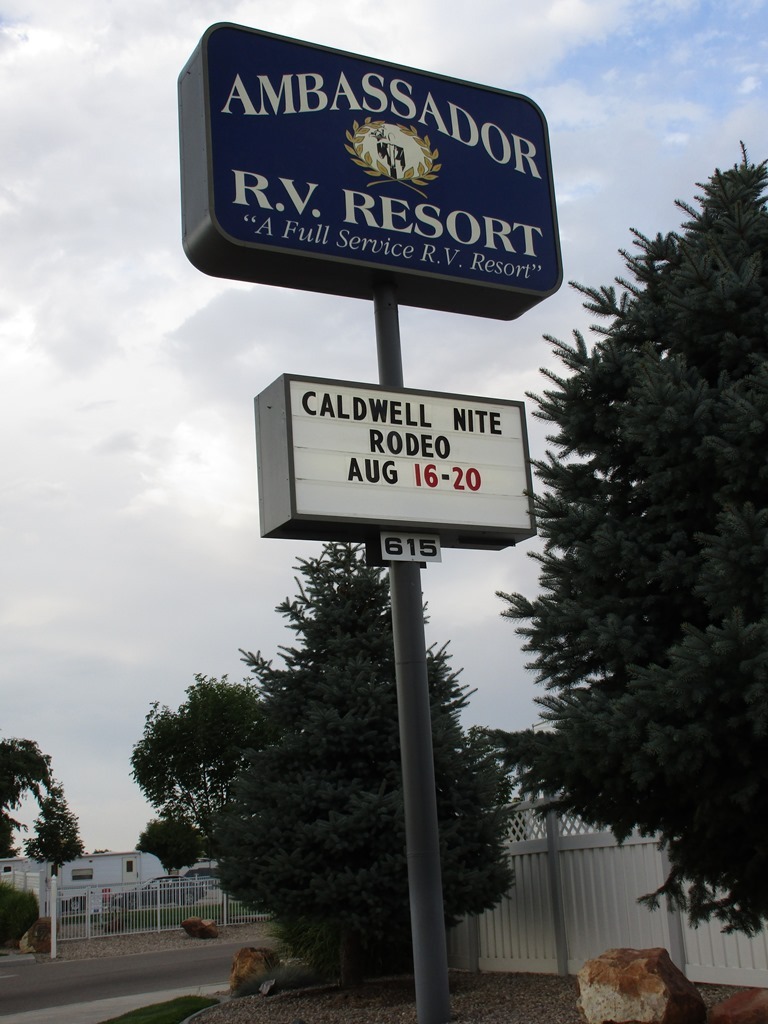 AMBASSADOR
R.V. RESORT
"A Full Service R.V. Resort"
CALDWELL NITE
RODEO
AUG 16-20
615